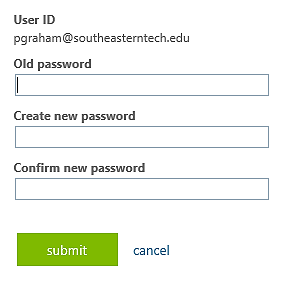 User ID
pgraham@southeasterntech.edu
Old password
Create new password
Confirm new password
submit cancel